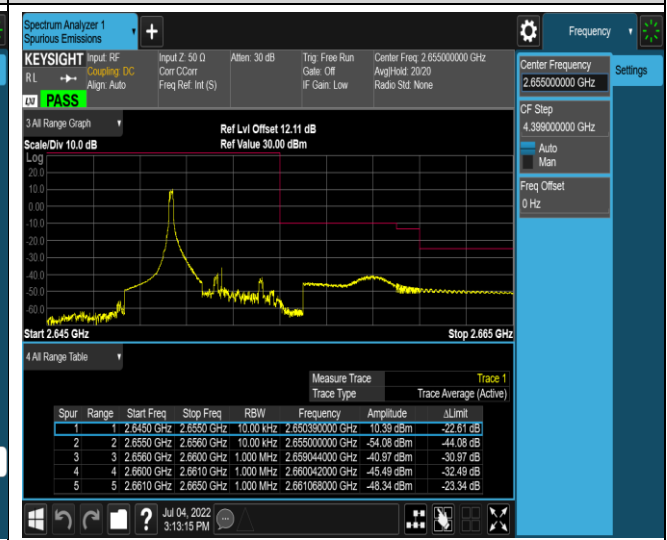 Spectrum Analyzer 1
Spurious Emissions
+
Frequency
KEYSIGHT
Input: RF
Coupling: DC
Align: Auto
Input Z: 50 Ω
Corr CCorr
Freq Ref: Int (S)
Atten: 30 dB
Trig: Free Run
Gate: Off
IF Gain: Low
Center Freq: 2.655000000 GHz
Avg|Hold: 20/20
Radio Std: None
R L
LXI
PASS
Center Frequency
2.655000000 GHz
Settings
CF Step
4.399000000 GHz
Auto
Man
Freq Offset
0 Hz
3 All Range Graph
Ref Lvl Offset 12.11 dB
Scale/Div 10.0 dB
Ref Value 30.00 dBm
Log
20.0
10.0
0.00
-10.0
-20.0
-30.0
-40.0
-50.0
-60.0
Start 2.645 GHz
Stop 2.665 GHz
4 All Range Table
Measure Trace Trace 1
Trace Type Trace Average (Active)
Spur Range Start Freq Stop Freq RBW Frequency Amplitude ΔLimit
1 1 2.6450 GHz 2.6550 GHz 10.00 kHz 2.650390000 GHz 10.39 dBm -22.61 dB
2 2 2.6550 GHz 2.6560 GHz 10.00 kHz 2.655000000 GHz -54.08 dBm -44.08 dB
3 3 2.6560 GHz 2.6600 GHz 1.000 MHz 2.659044000 GHz -40.97 dBm -30.97 dB
4 4 2.6600 GHz 2.6610 GHz 1.000 MHz 2.660042000 GHz -45.49 dBm -32.49 dB
5 5 2.6610 GHz 2.6650 GHz 1.000 MHz 2.661068000 GHz -48.34 dBm -23.34 dB
?
Jul 04, 2022
3:13:15 PM